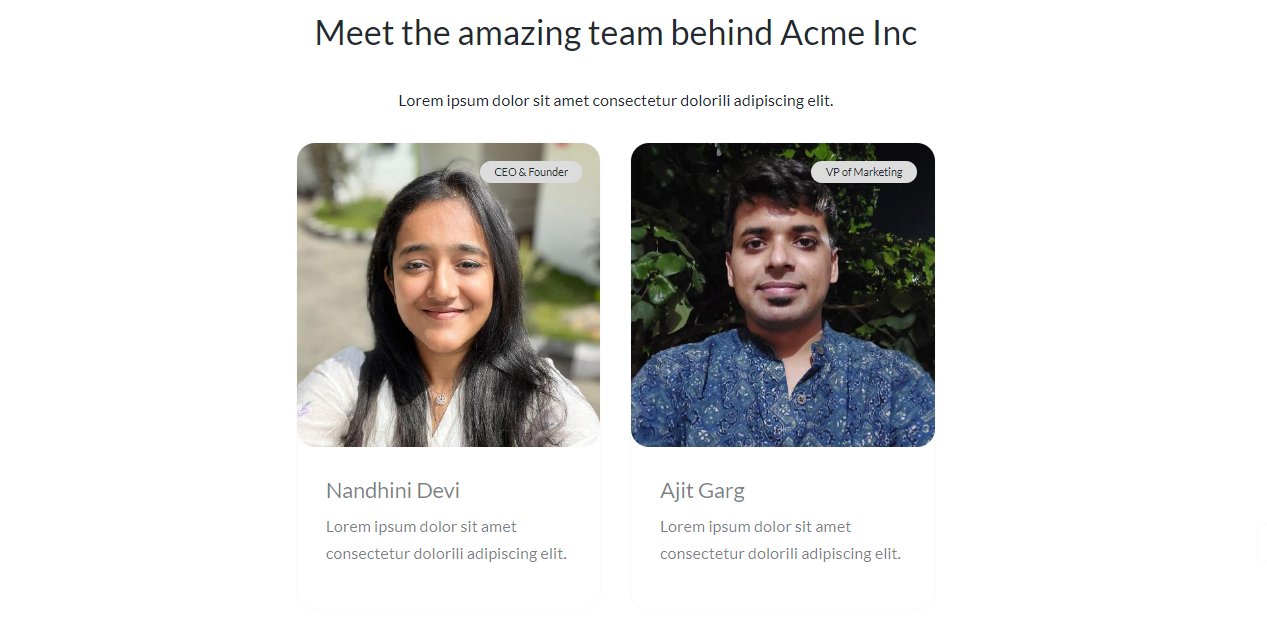 Meet the amazing team behind Acme Inc
Lorem ipsum dolor sit amet consectetur dolorili adipiscing elit.
CEO & Founder
Nandhini Devi
Lorem ipsum dolor sit amet
consectetur dolorili adipiscing elit.
VP of Marketing
Ajit Garg
Lorem ipsum dolor sit amet
consectetur dolorili adipiscing elit.